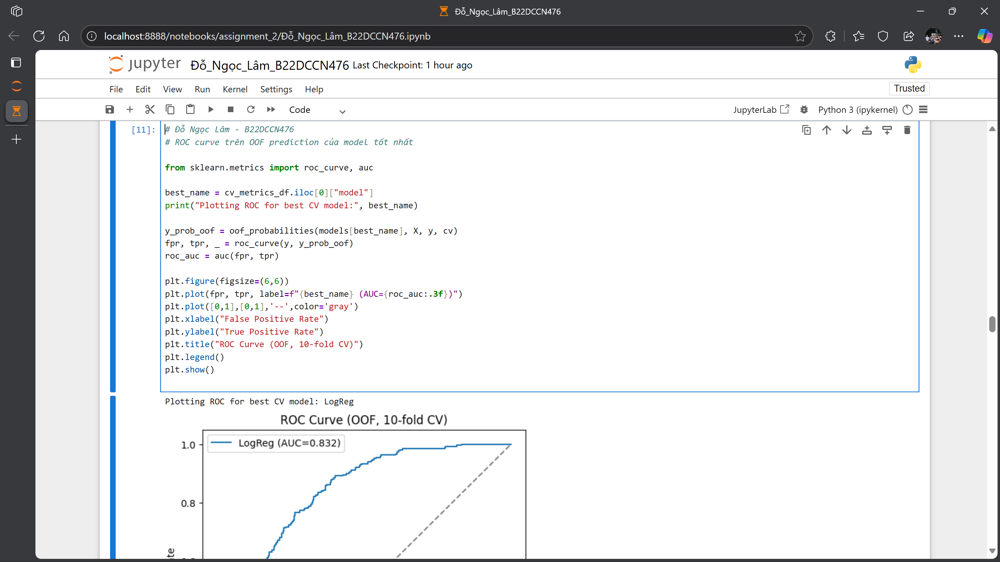 Đỗ_Ngọc_Lâm_B22DCCN476
localhost:8888/notebooks/assignment_2/Đỗ_Ngọc_Lâm_B22DCCN476.ipynb
jupyter Đỗ_Ngọc_Lâm_B22DCCN476 Last Checkpoint: 1 hour ago
File Edit View Run Kernel Settings Help Trusted
Code JupyterLab Python 3 (ipykernel)
[11]: # Đỗ Ngọc Lâm - B22DCCN476
# ROC curve trên OOF prediction của model tốt nhất
from sklearn.metrics import roc_curve, auc
best_name = cv_metrics_df.iloc[0]["model"]
print("Plotting ROC for best CV model:", best_name)
y_prob_oof = oof_probabilities(models[best_name], X, y, cv)
fpr, tpr, _ = roc_curve(y, y_prob_oof)
roc_auc = auc(fpr, tpr)
plt.figure(figsize=(6,6))
plt.plot(fpr, tpr, label=f"{best_name} (AUC={roc_auc:.3f})")
plt.plot([0,1],[0,1],'--',color='gray')
plt.xlabel("False Positive Rate")
plt.ylabel("True Positive Rate")
plt.title("ROC Curve (OOF, 10-fold CV)")
plt.legend()
plt.show()
Plotting ROC for best CV model: LogReg
ROC Curve (OOF, 10-fold CV)
1.0
LogReg (AUC=0.832)
0.8